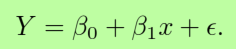 Y = β₀ + β₁x + ϵ.